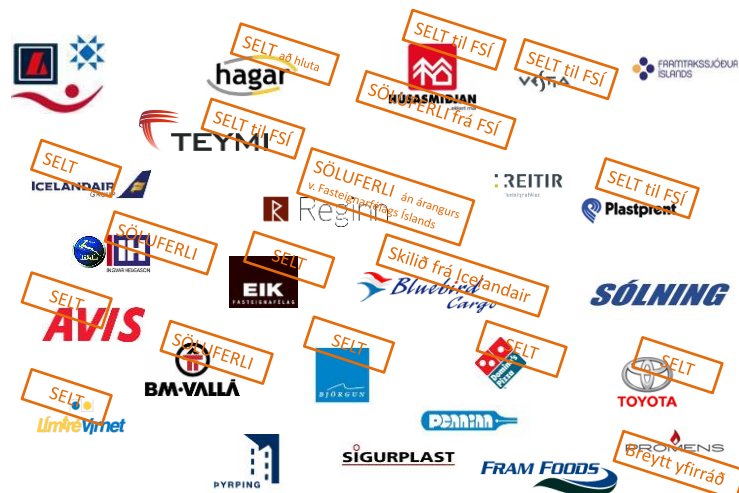 SELT til FSÍ
SELT að hluta
hagar
HÚSASMIÐJAN
SELT til FSÍ
VESTIA
FRAMTAKSSJÓÐUR
ÍSLANDS
SÖLUFERLI frá FSÍ
SELT til FSÍ
TEYMI
SELT
ICELANDAIR
GROUP
SÖLUFERLI án árangurs
v. Fasteignarfélags Íslands
Reginn
REITIR
fasteignafélag
SELT til FSÍ
Plastprent
SÖLUFERLI
INGVAR HELGASON
SELT
EIK
FASTEIGNAFÉLAG
Skilið frá Icelandair
Bluebird
Cargo
SÓLNING
SELT
AVIS
SÖLUFERLI
BM•VALLÁ
SELT
BJÖRGUN
SELT
Domino's
Pizza
SELT
TOYOTA
SELT
Límtré Vírnet
Penninn
ÞYRPING
SIGURPLAST
FRAM FOODS
PROMENS
Breytt yfirráð